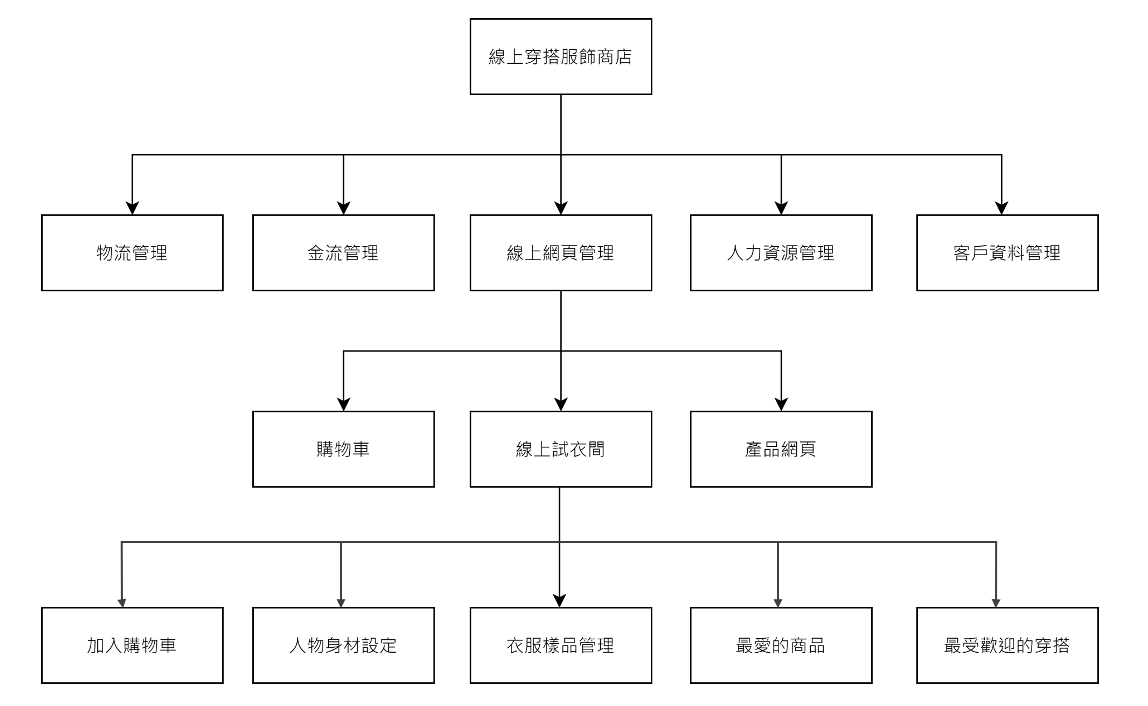 線上穿搭服飾商店
物流管理
金流管理
線上網頁管理
人力資源管理
客戶資料管理
購物車
線上試衣間
產品網頁
加入購物車
人物身材設定
衣服樣品管理
最愛的商品
最受歡迎的穿搭